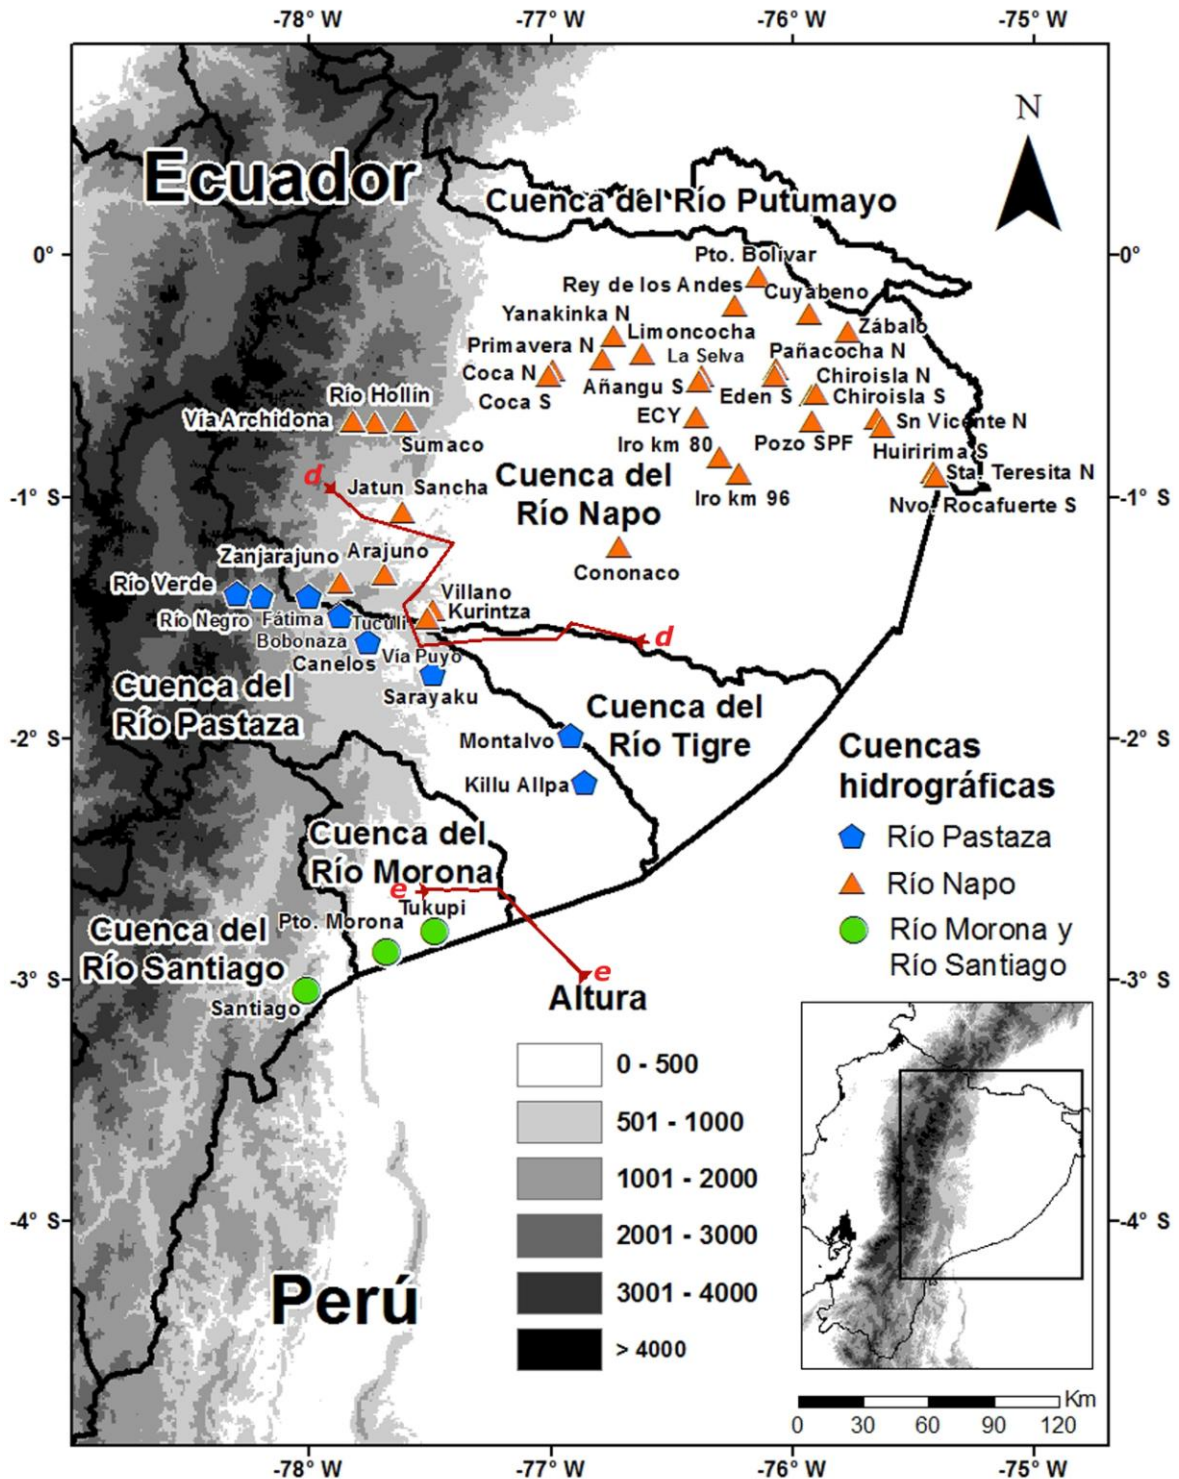 -78° W
-77° W
-76° W
-75° W
N
Ecuador
Cuenca del Río Putumayo
0°
0°
Pto. Bolivar
Rey de los Andes
Cuyabeno
Yanakinka N
Limoncocha
Zábalo
Primavera N
La Selva
Pañacocha N
Coca N
Añangu S
Eden S
Chiroisla N
Coca S
Chiroisla S
Río Hollín
Vía Archidona
ECY
Sn Vicente N
Sumaco
Iro km 80
Pozo SPF
Huiririma S
d
Jatun Sancha
Cuenca del
Río Napo
Iro km 96
Sta. Teresita N
-1° S
-1° S
Nvo. Rocafuerte S
Zanjarajuno
Arajuno
Cononaco
Río Verde
Villano
Kurintza
Río Negro
Fátima
Tuculí
Bobonaza
d
Canelos
Vía Puyo
Sarayaku
Cuenca del
Río Pastaza
Cuenca del
Río Tigre
-2° S
-2° S
Montalvo
Killu Allpa
Cuencas
hidrográficas
Río Pastaza
Río Napo
Río Morona y
Río Santiago
Cuenca del
Río Morona
e
Tukupi
Pto. Morona
Cuenca del
Río Santiago
e
-3° S
-3° S
Santiago
Altura
0 - 500
501 - 1000
1001 - 2000
2001 - 3000
3001 - 4000
> 4000
-4° S
-4° S
Perú
Km
0 30 60 90 120
-78° W
-77° W
-76° W
-75° W